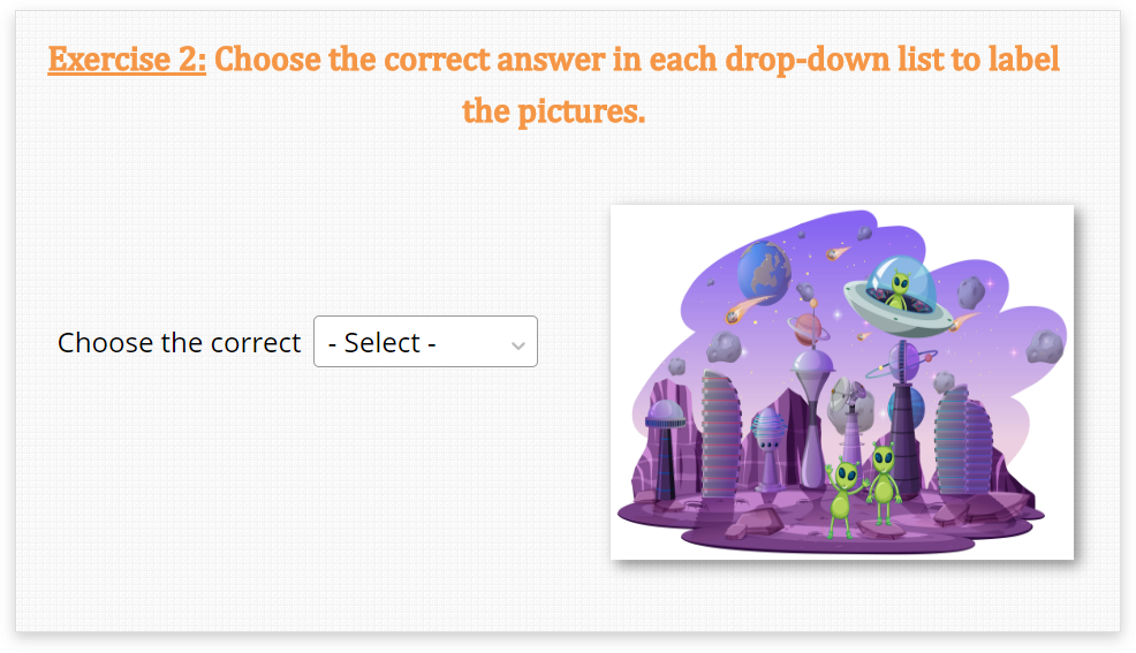 Exercise 2: Choose the correct answer in each drop-down list to label
the pictures.
Choose the correct - Select -